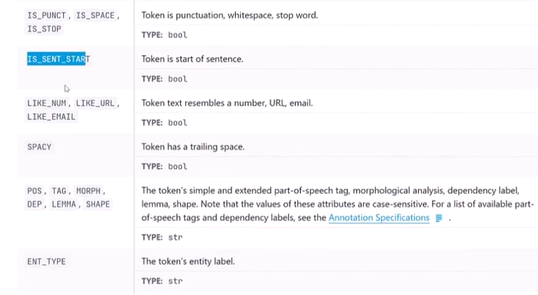 IS_PUNCT, IS_SPACE,
IS_STOP
Token is punctuation, whitespace, stop word.
TYPE: bool
IS_SENT_START
Token is start of sentence.
TYPE: bool
LIKE_NUM, LIKE_URL,
LIKE_EMAIL
Token text resembles a number, URL, email.
TYPE: bool
SPACY
Token has a trailing space.
TYPE: bool
POS, TAG, MORPH,
DEP, LEMMA, SHAPE
The token's simple and extended part-of-speech tag, morphological analysis, dependency label,
lemma, shape. Note that the values of these attributes are case-sensitive. For a list of available part-
of-speech tags and dependency labels, see the Annotation Specifications .
TYPE: str
ENT_TYPE
The token's entity label.
TYPE: str